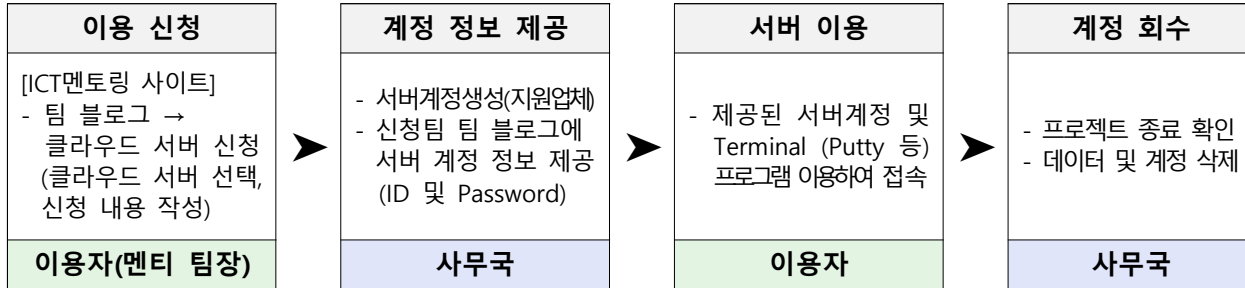 이용 신청
[ICT멘토링 사이트]
- 팀 블로그 →
클라우드 서버 신청
(클라우드 서버 선택,
신청 내용 작성)
이용자(멘티 팀장)
계정 정보 제공
- 서버계정생성(지원업체)
- 신청팀 팀 블로그에
서버 계정 정보 제공
(ID 및 Password)
사무국
서버 이용
- 제공된 서버계정 및
Terminal (Putty 등)
프로그램 이용하여 접속
이용자
계정 회수
- 프로젝트 종료 확인
- 데이터 및 계정 삭제
사무국